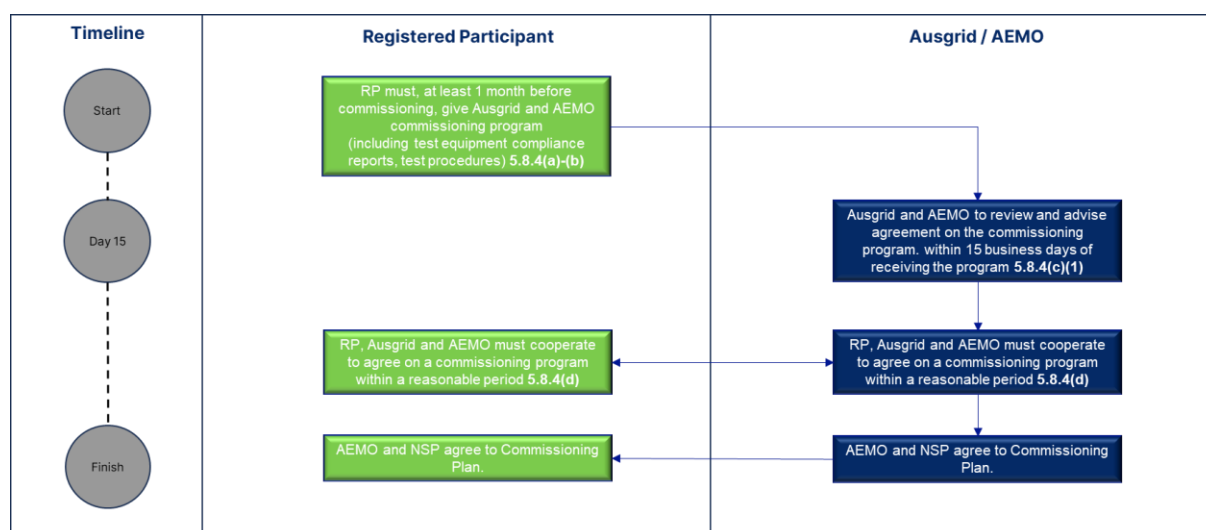 Timeline
Registered Participant
Ausgrid / AEMO
Start
RP must, at least 1 month before
commissioning, give Ausgrid and AEMO
commissioning program
(including test equipment compliance
reports, test procedures) 5.8.4(a)-(b)
Day 15
Ausgrid and AEMO to review and advise
agreement on the commissioning
program. within 15 business days of
receiving the program 5.8.4(c)(1)
RP, Ausgrid and AEMO must cooperate
to agree on a commissioning program
within a reasonable period 5.8.4(d)
RP, Ausgrid and AEMO must cooperate
to agree on a commissioning program
within a reasonable period 5.8.4(d)
Finish
AEMO and NSP agree to Commissioning
Plan.
AEMO and NSP agree to Commissioning
Plan.